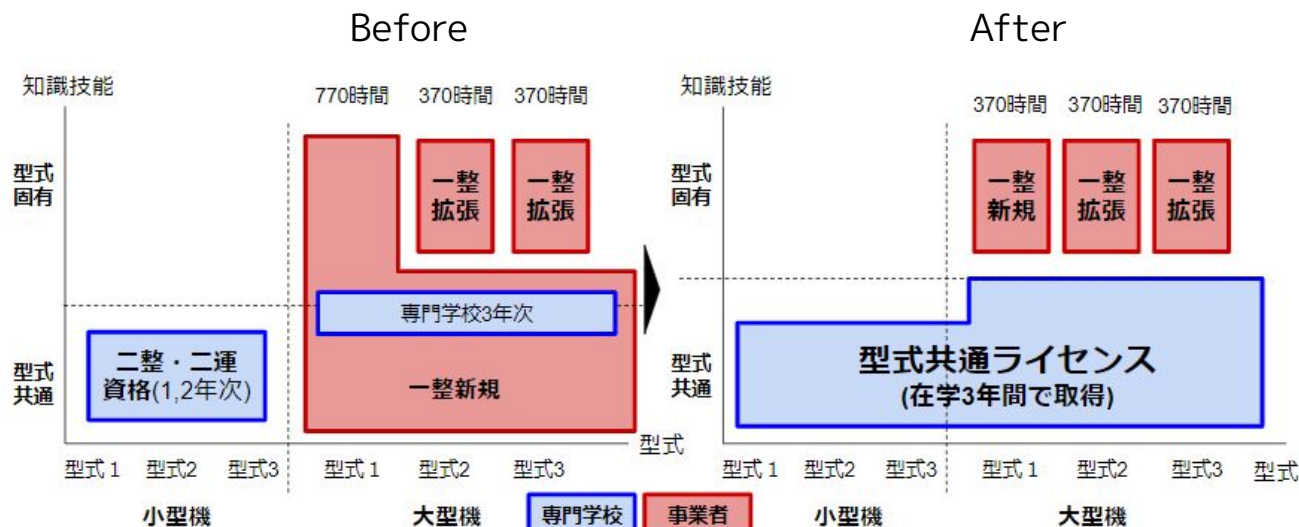 Before
After
知識技能
770時間
370時間
370時間
型式
固有
一整
拡張
一整
拡張
専門学校3年次
型式
共通
二整・二運
資格(1,2年次)
一整新規
型式
型式 1
型式2
型式3
型式 1
型式2
型式3
小型機
大型機
知識技能
370時間
370時間
370時間
型式
固有
一整
新規
一整
拡張
一整
拡張
型式
共通
型式共通ライセンス
(在学3年間で取得)
型式 1
型式2
型式3
型式 1
型式2
型式3
型式
小型機
大型機
専門学校
事業者